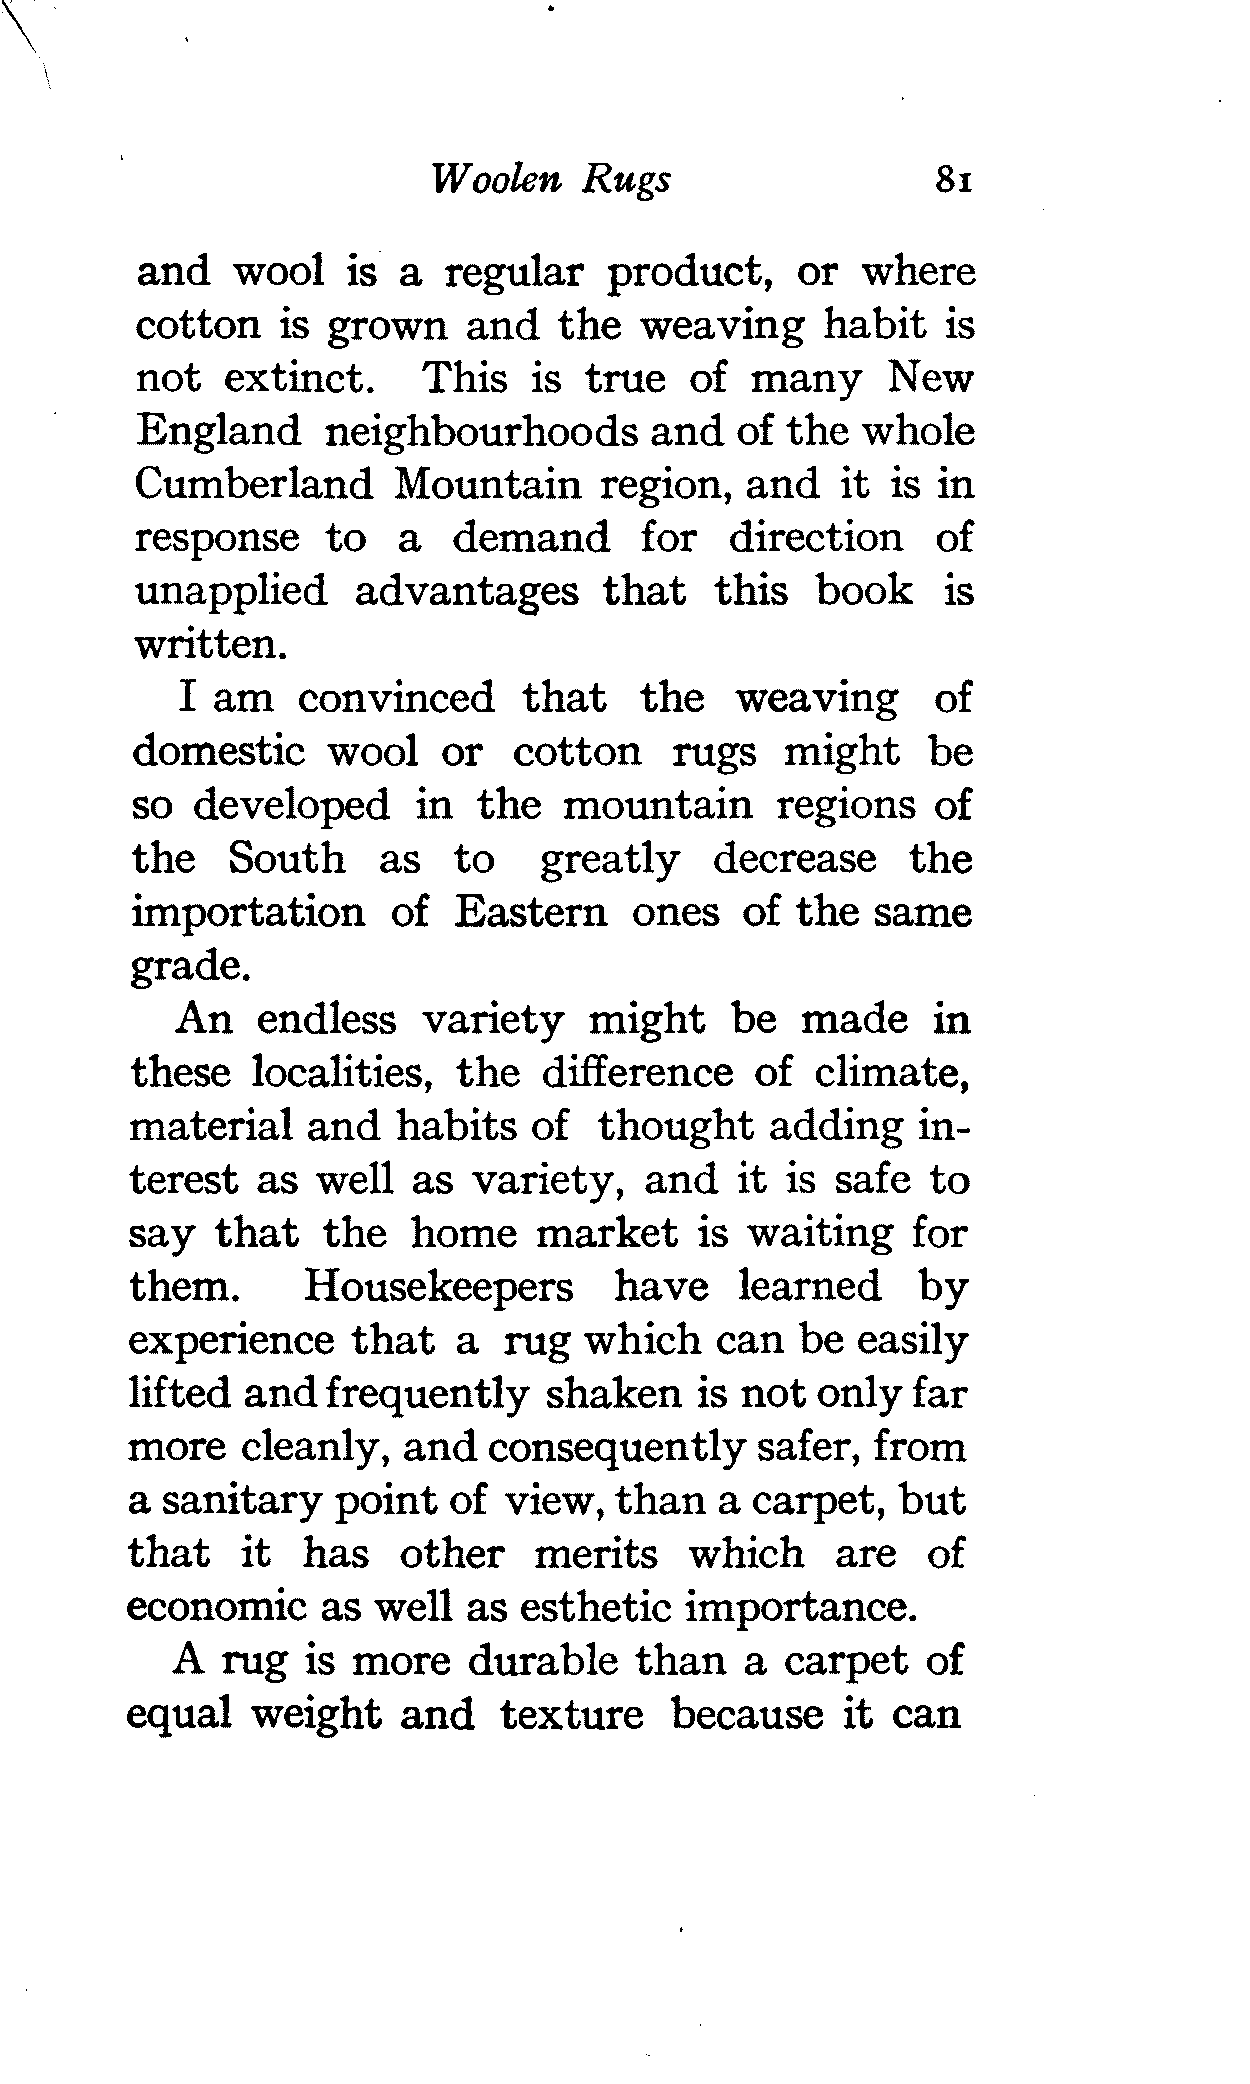 Woolen Rugs 81
and wool is a regular product, or where
cotton is grown and the weaving habit is
not extinct. This is true of many New
England neighbourhoods and of the whole
Cumberland Mountain region, and it is in
response to a demand for direction of
unapplied advantages that this book is
written.
I am convinced that the weaving of
domestic wool or cotton rugs might be
so developed in the mountain regions of
the South as to greatly decrease the
importation of Eastern ones of the same
grade.
An endless variety might be made in
these localities, the difference of climate,
material and habits of thought adding in-
terest as well as variety, and it is safe to
say that the home market is waiting for
them. Housekeepers have learned by
experience that a rug which can be easily
lifted and frequently shaken is not only far
more cleanly, and consequently safer, from
a sanitary point of view, than a carpet, but
that it has other merits which are of
economic as well as esthetic importance.
A rug is more durable than a carpet of
equal weight and texture because it can